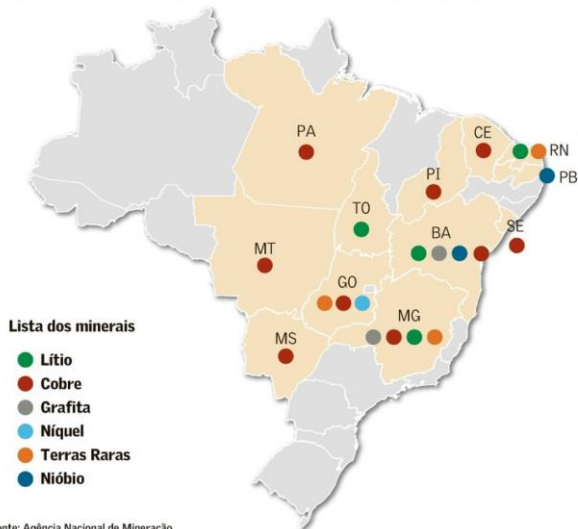 PA
CE
RN
PI
PB
TO
BA
SE
MT
GO
MG
MS
Lista dos minerais
Lítio
Cobre
Grafita
Níquel
Terras Raras
Nióbio
Agência Nacional de Mineração